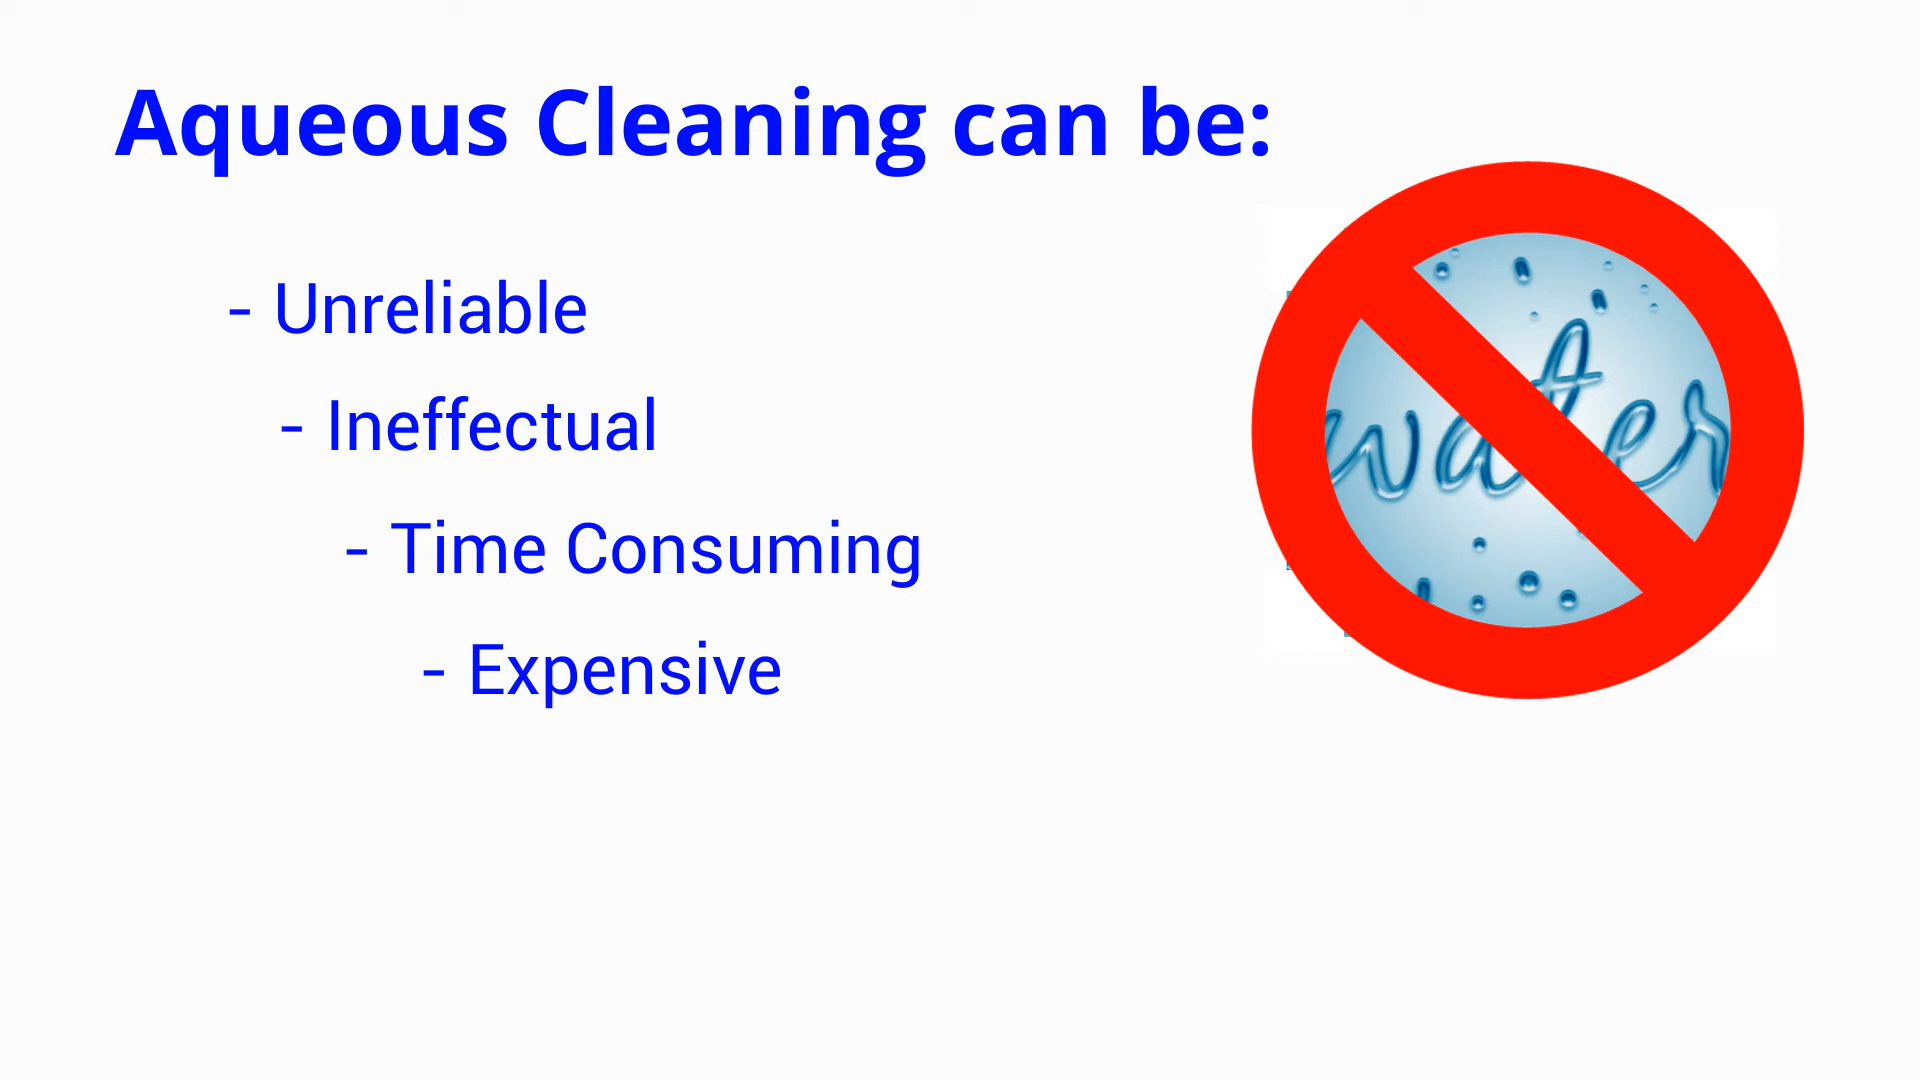 Aqueous Cleaning can be:
- Unreliable
- Ineffectual
- Time Consuming
- Expensive
water